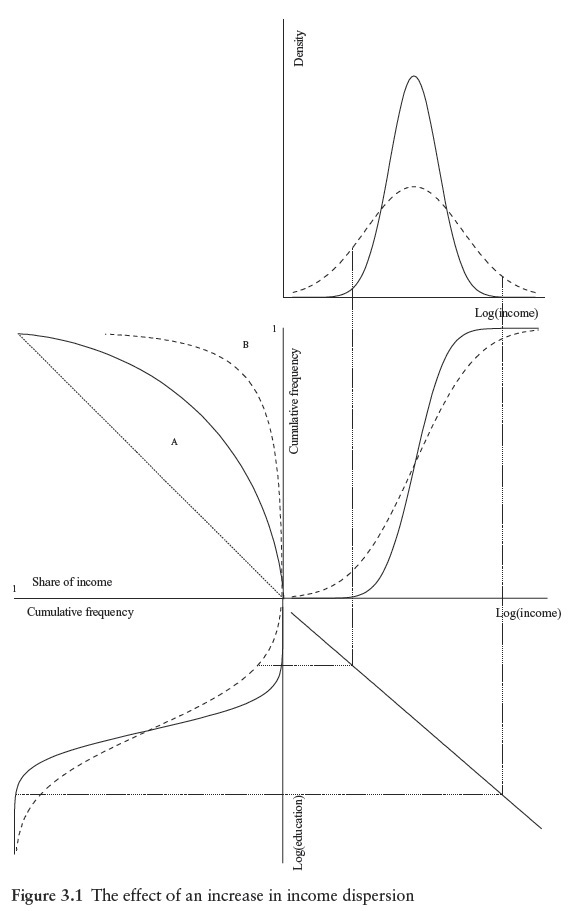 Density
Log(income)
1
B
Cumulative frequency
A
1
Share of income
Cumulative frequency
Log(income)
Log(education)
Figure 3.1 The effect of an increase in income dispersion